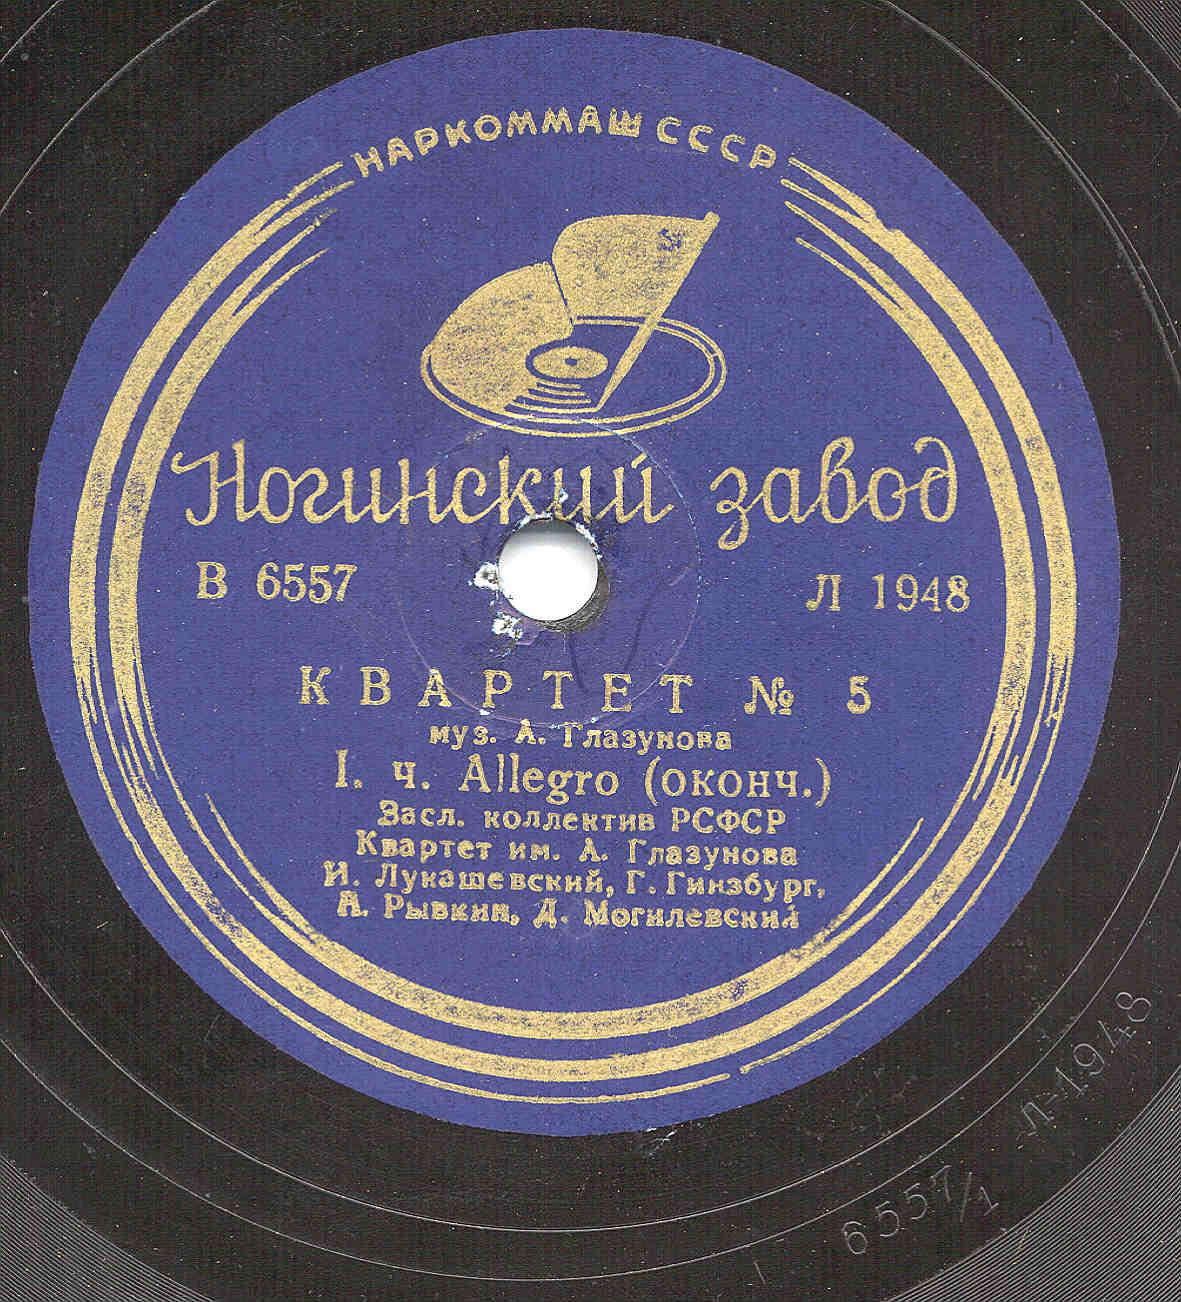 НАРКОММАШ СССР
Ногинский завод
В 6557
Л 1948
КВАРТЕТ № 5
муз. А. Глазунова
I. ч. Allegro (оконч.)
Засл. коллектив РСФСР
Квартет им. А. Глазунова
И. Лукашевский, Г. Гинзбург,
А. Рывкин, Д. Могилевский
6557/1 Л-1948